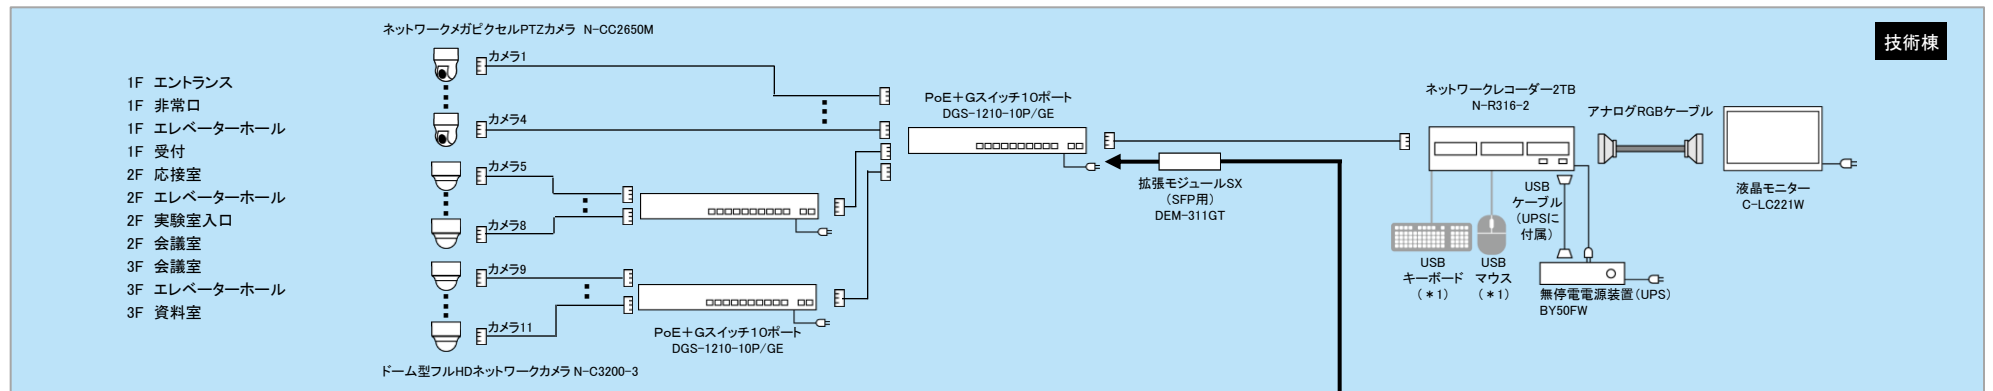 技術棟
ネットワークメガピクセルPTZカメラ N-CC2650M
1F エントランス
1F 非常口
1F エレベーターホール
1F 受付
2F 応接室
2F エレベーターホール
2F 実験室入口
2F 会議室
3F 会議室
3F エレベーターホール
3F 資料室
カメラ1
カメラ4
カメラ5
カメラ8
カメラ9
カメラ11
ドーム型フルHDネットワークカメラ N-C3200-3
PoE+Gスイッチ10ポート
DGS-1210-10P/GE
PoE+Gスイッチ10ポート
DGS-1210-10P/GE
拡張モジュールSX
(SFP用)
DEM-311GT
ネットワークレコーダー2TB
N-R316-2
アナログRGBケーブル
液晶モニター
C-LC221W
USB
ケーブル
(UPSに
付属)
USB
キーボード
(*1)
USB
マウス
(*1)
無停電電源装置(UPS)
BY50FW